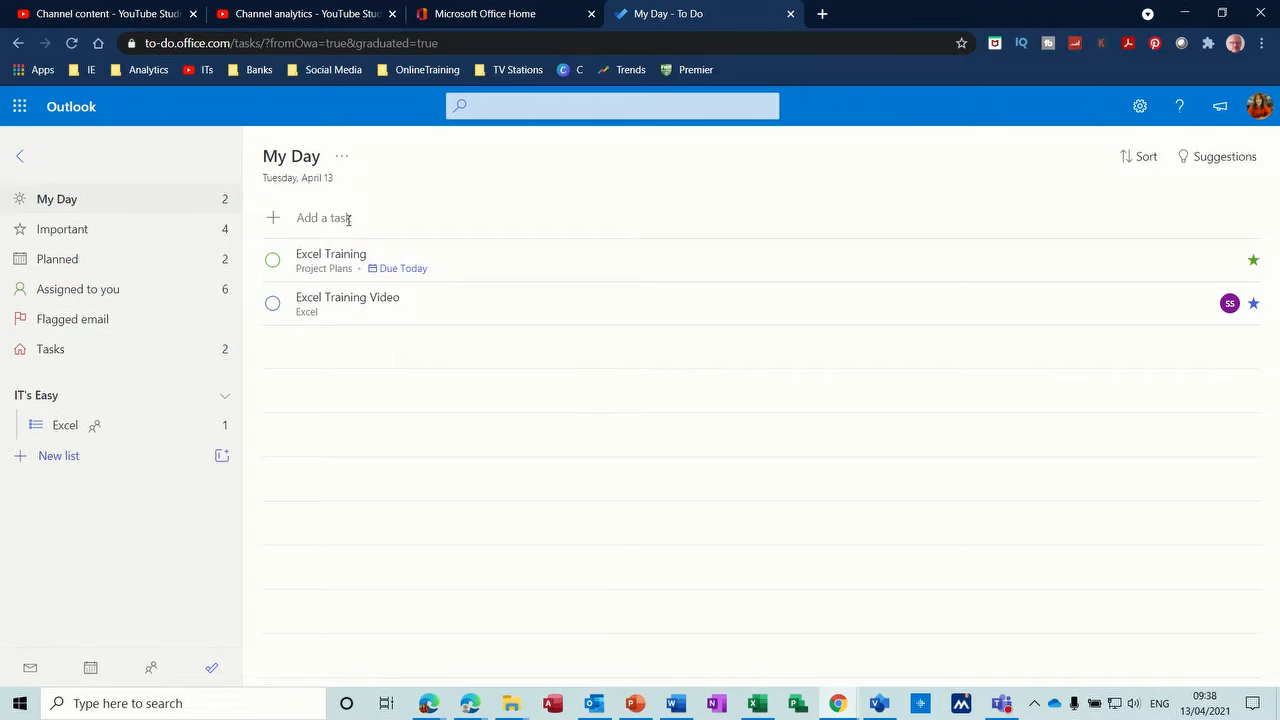 Channel content - YouTube Studi
Channel analytics - YouTube Stud
Microsoft Office Home
My Day - To Do
to-do.office.com/tasks/?fromOwa=true&graduated=true
Apps
IE
Analytics
ITs
Banks
Social Media
OnlineTraining
TV Stations
C
Trends
Premier
Outlook
My Day
Tuesday, April 13
Sort
Suggestions
My Day 2
Important 4
Planned 2
Assigned to you 6
Flagged email
Tasks 2
IT's Easy
Excel 1
New list
Add a task
Excel Training
Project Plans • Due Today
Excel Training Video
Excel
SS
Type here to search
ENG
09:38
13/04/2021